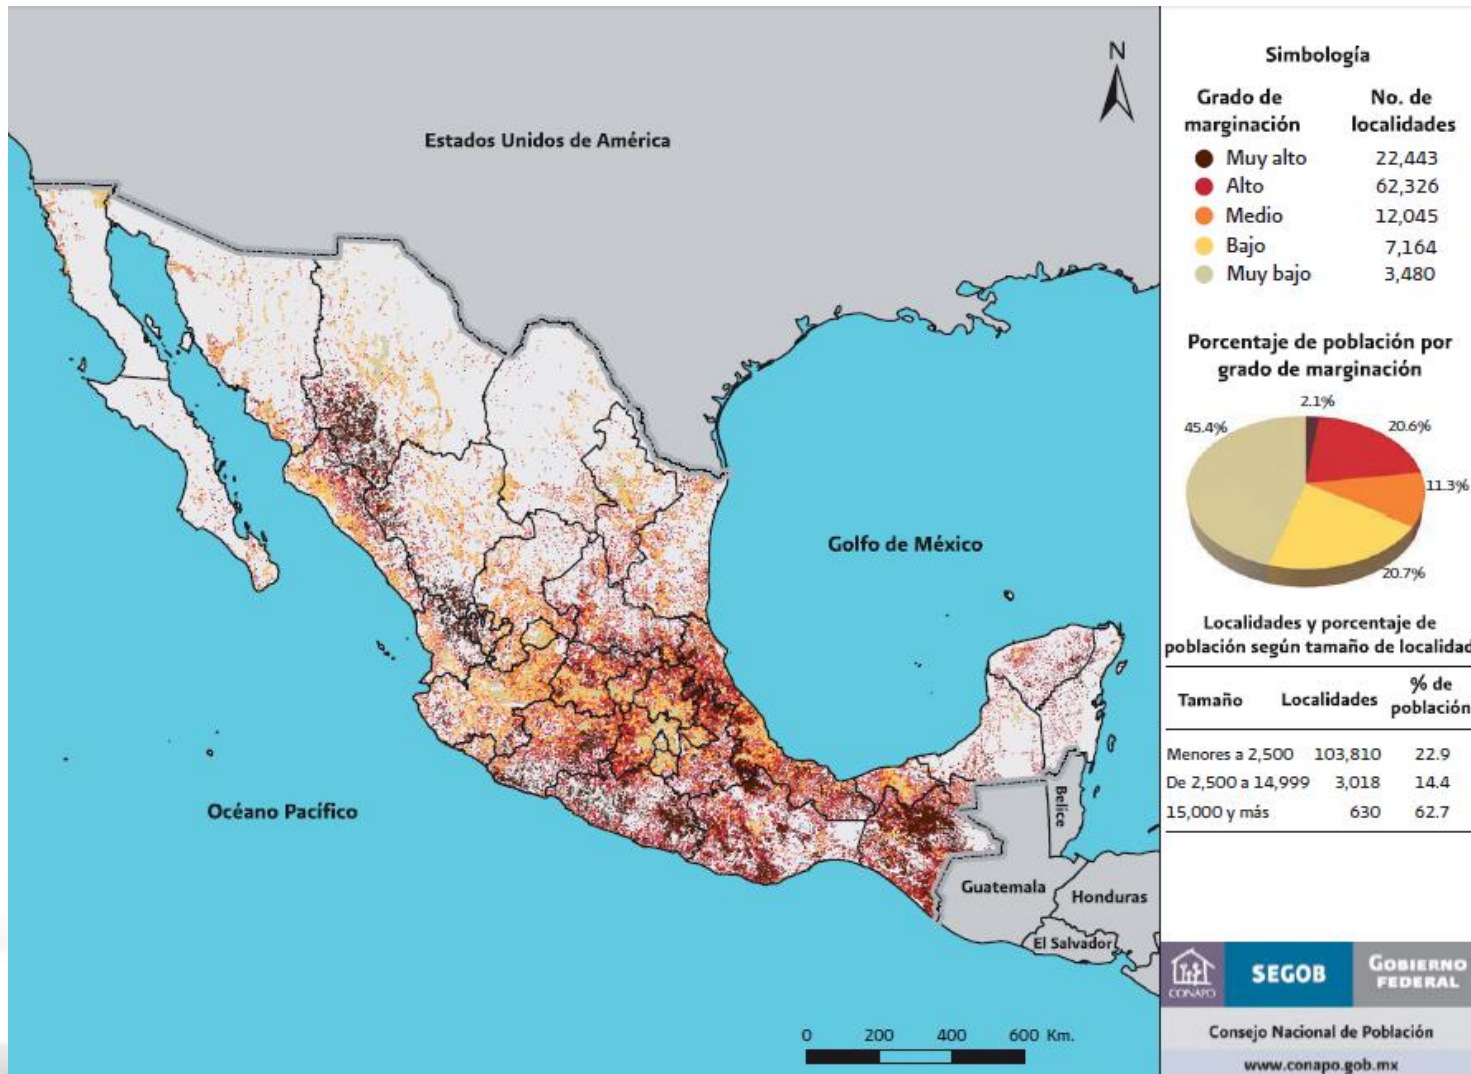 N
Estados Unidos de América
Golfo de México
Océano Pacífico
Belice
Guatemala
Honduras
El Salvador
0 200 400 600 Km.
Simbología
Grado de marginación No. de localidades
Muy alto 22,443
Alto 62,326
Medio 12,045
Bajo 7,164
Muy bajo 3,480
Porcentaje de población por
grado de marginación
2.1%
45.4%
20.6%
11.3%
20.7%
Localidades y porcentaje de
población según tamaño de localidad
Tamaño Localidades % de población
Menores a 2,500 103,810 22.9
De 2,500 a 14,999 3,018 14.4
15,000 y más 630 62.7
CONAPO
SEGOB
GOBIERNO
FEDERAL
Consejo Nacional de Población
www.conapo.gob.mx